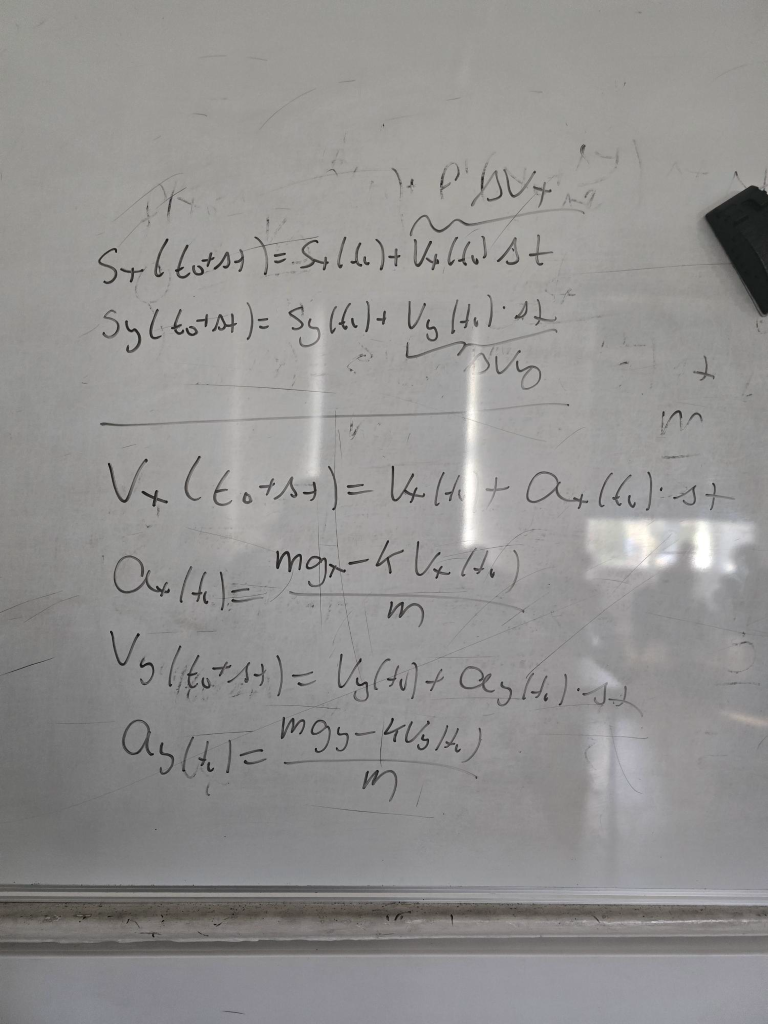 ΔVx
Sx(t₀+Δt) = Sx(t₀) + Vx(t₀) Δt
Sy(t₀+Δt) = Sy(t₀) + Vy(t₀)·Δt
ΔVy
Vx(t₀+Δt) = Vx(t₀) + ax(t₀)·Δt
ax(t₀) = (mgx − kVx(t₀)) / m
Vy(t₀+Δt) = Vy(t₀) + ay(t₀)·Δt
ay(t₀) = (mgy − kVy(t₀)) / m